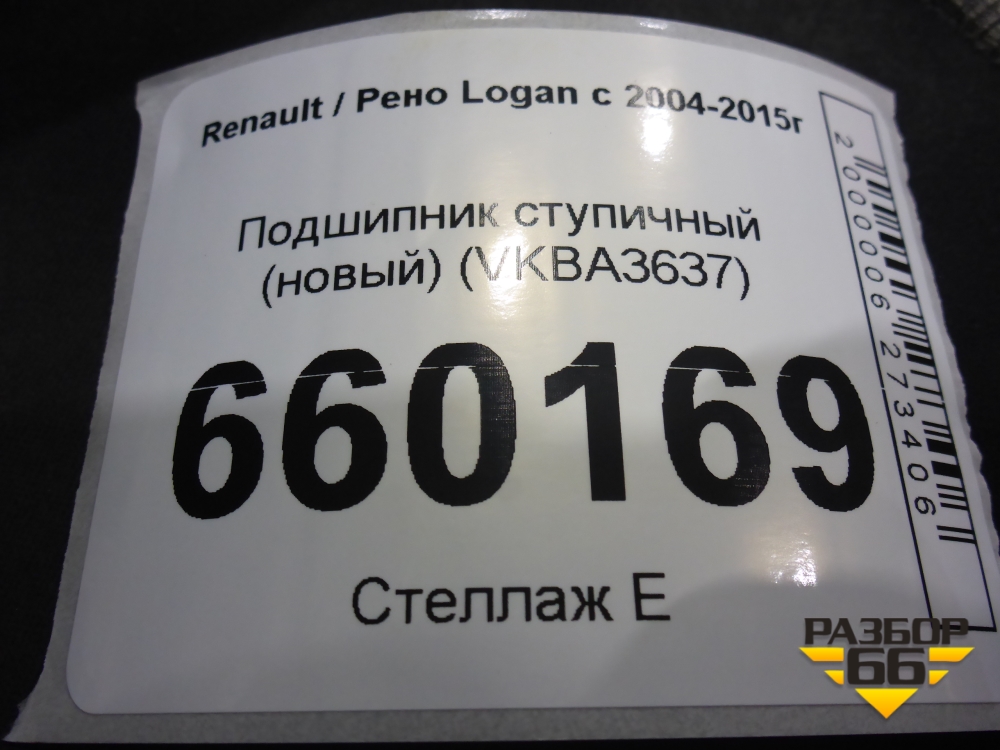 Renault / Рено Logan с 2004-2015г
Подшипник ступичный
(новый) (VKBA3637)
660169
Стеллаж Е
2000006273406
РАЗБОР
66